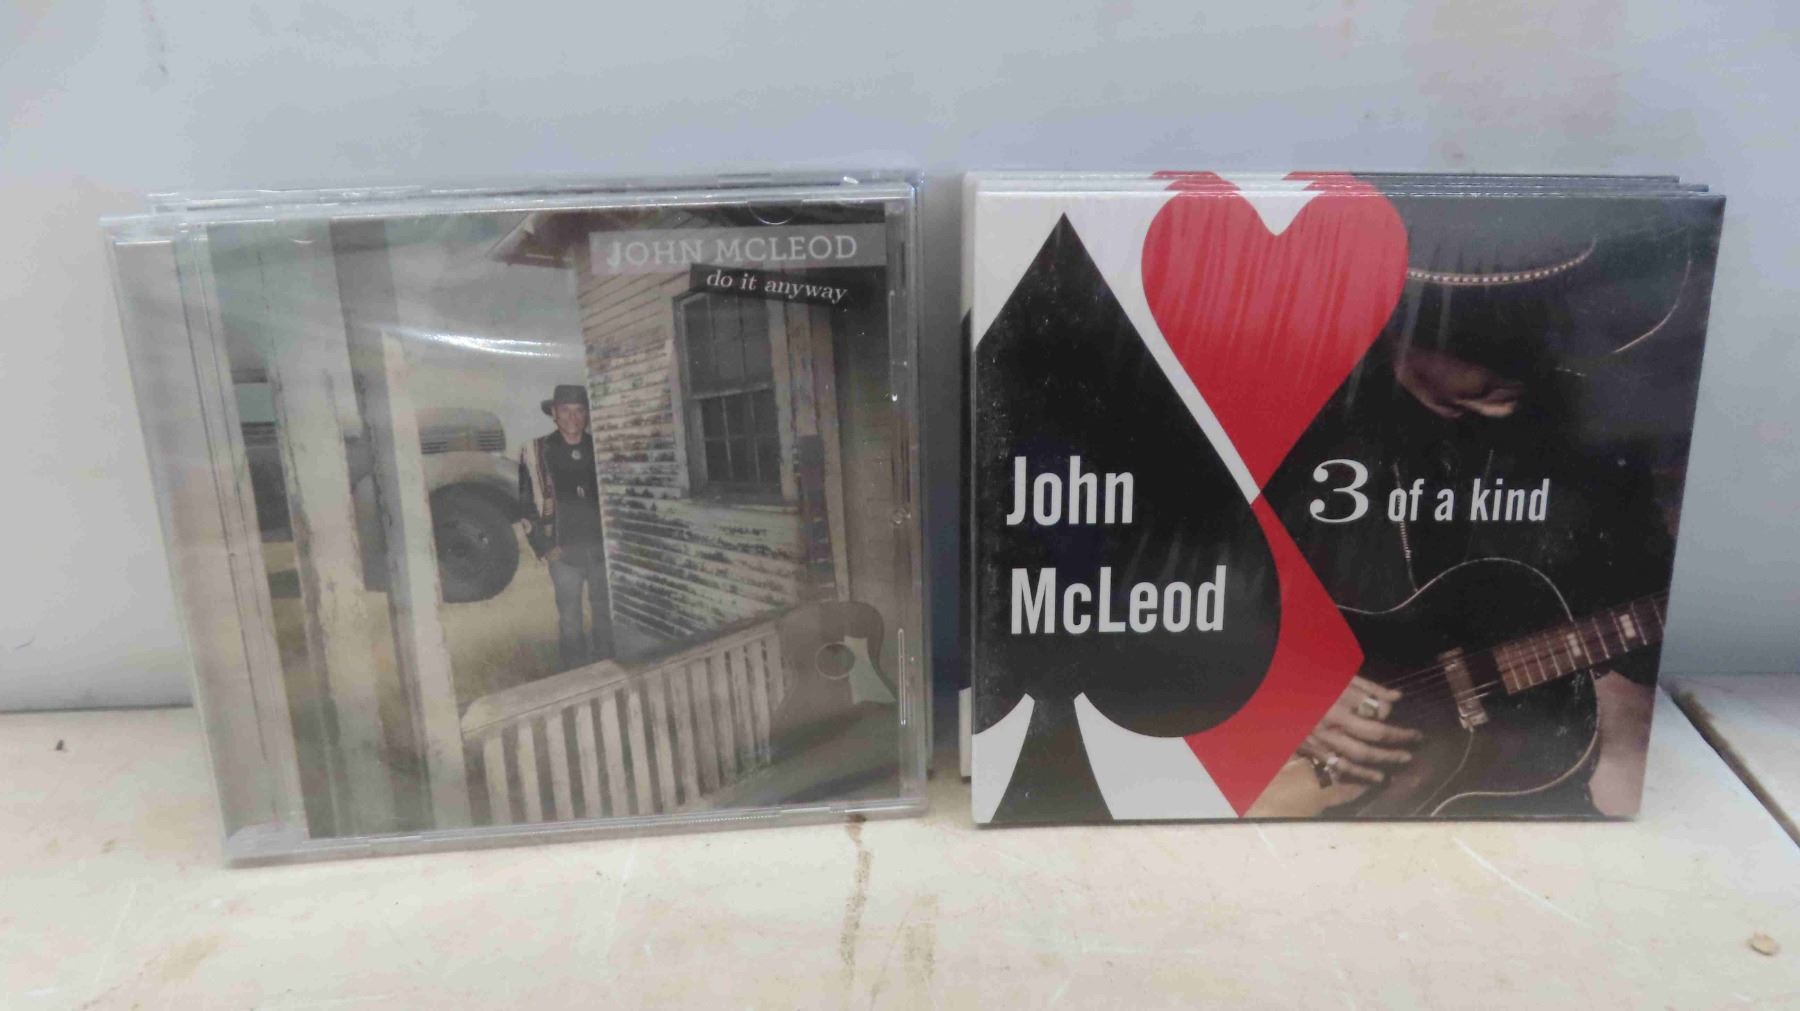 JOHN MCLEOD
do it anyway
John
McLeod
3 of a kind